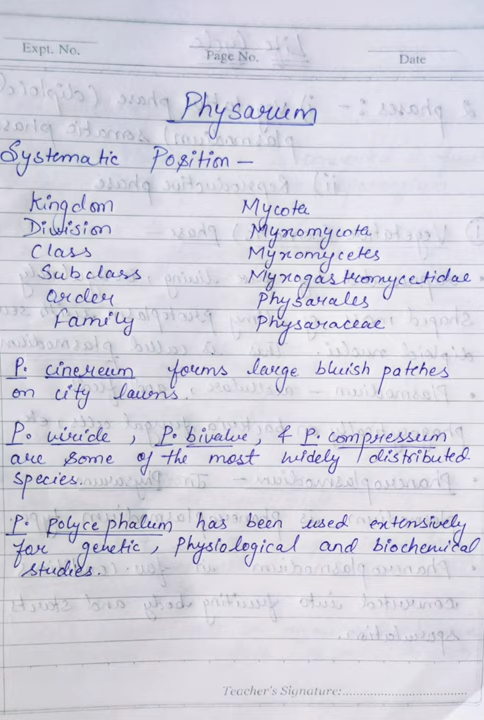 Expt. No.
Page No.
Date
Physarum
Systematic Position —
Kingdom Mycota
Division Myxomycota
Class Myxomycetes
Subclass Myxogastromycetidae
Order Physarales
Family Physaraceae
P. cinereum forms large bluish patches
on city lawns.
P. viride, P. bivalve, & P. compressum
are some of the most widely distributed
species.
P. polycephalum has been used extensively
for genetic, physiological and biochemical
studies.
Teacher's Signature: